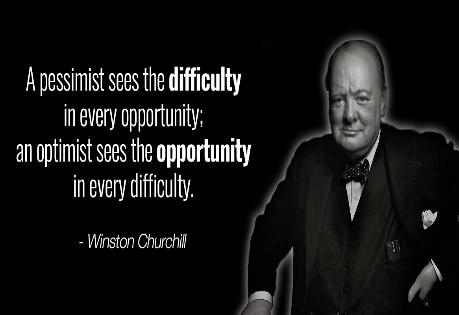 A pessimist sees the difficulty
in every opportunity;
an optimist sees the opportunity
in every difficulty.
- Winston Churchill